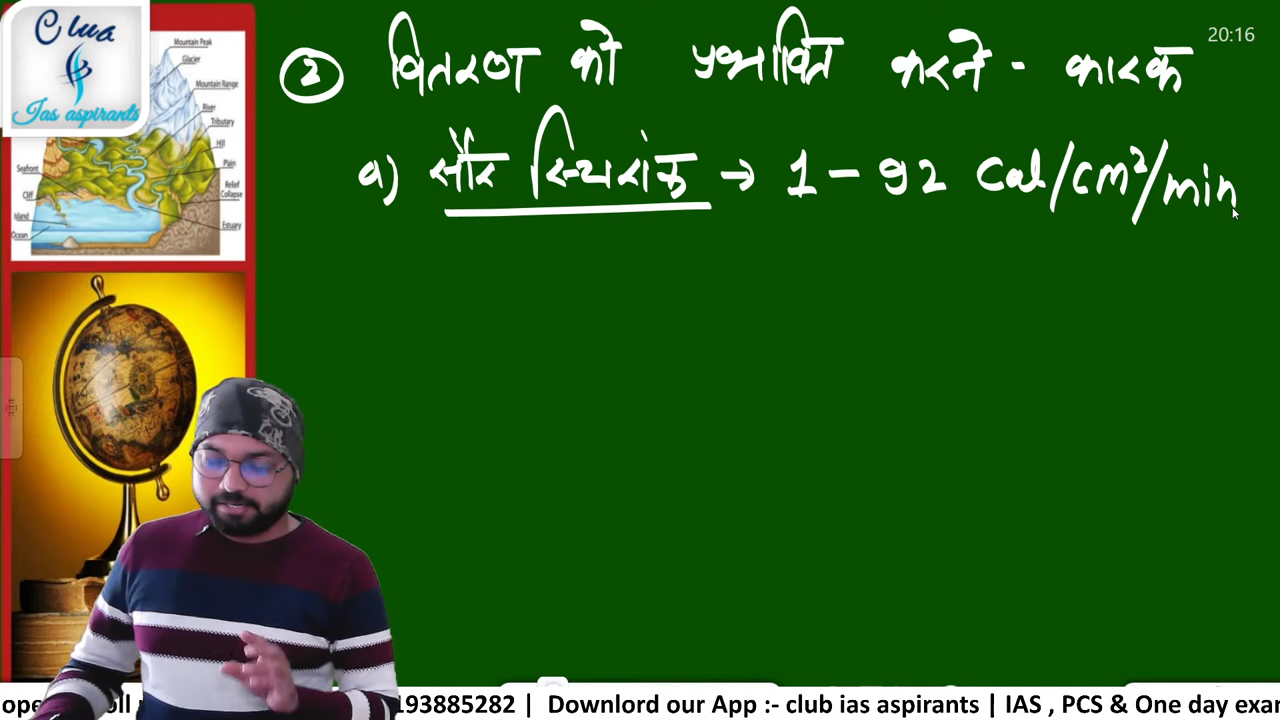 Clua
Ias aspirants
Mountain Peak
Glacier
Mountain Range
River
Tributary
Hill
Plain
Relief
Collapse
Estuary
Seafront
Cliff
Island
Ocean
20:16
② वितरण को प्रभावित करने - कारक
a) सौर स्थिरांक → 1 - 92 Cal/cm²/min
193885282 | Downlord our App :- club ias aspirants | IAS , PCS & One day exa